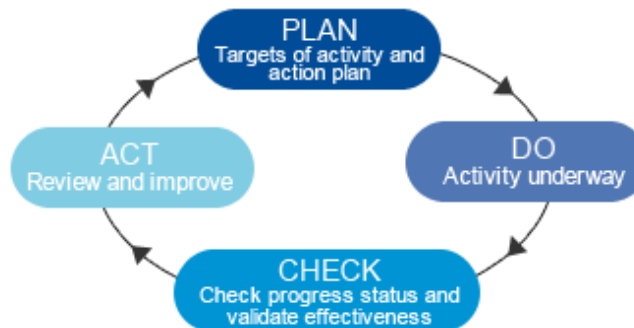 PLAN
Targets of activity and
action plan
DO
Activity underway
CHECK
Check progress status and
validate effectiveness
ACT
Review and improve